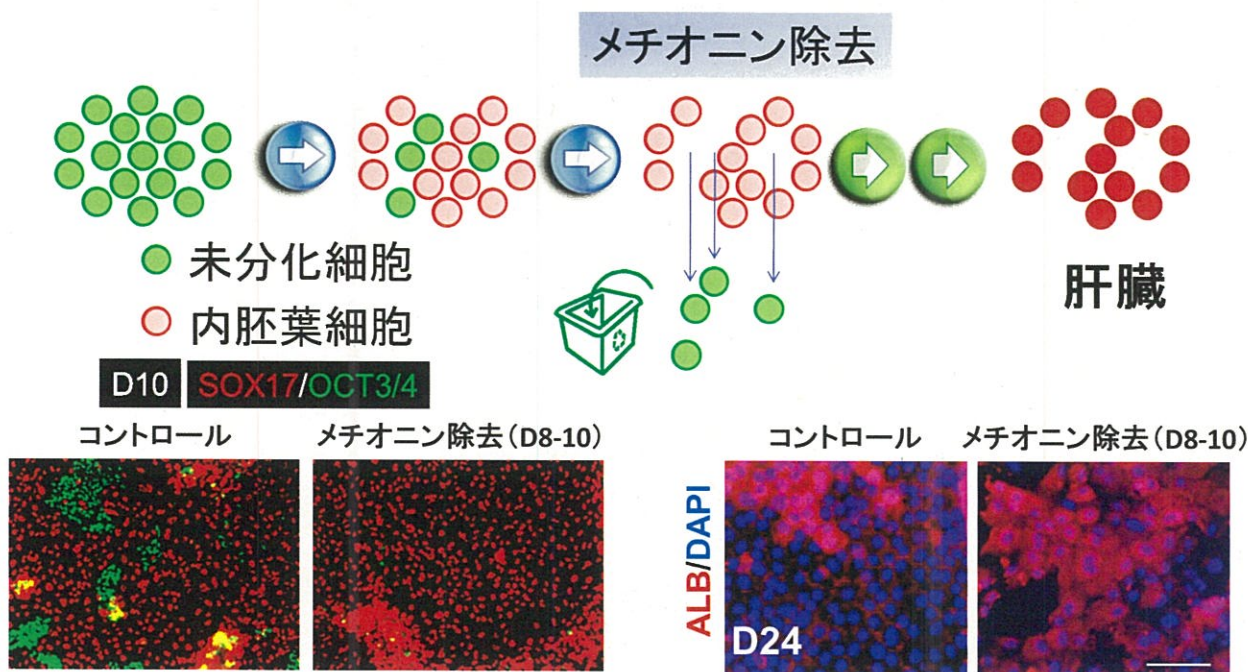 メチオニン除去
未分化細胞
内胚葉細胞
肝臓
D10 SOX17/OCT3/4
コントロール
メチオニン除去(D8-10)
コントロール
メチオニン除去(D8-10)
ALB/DAPI
D24